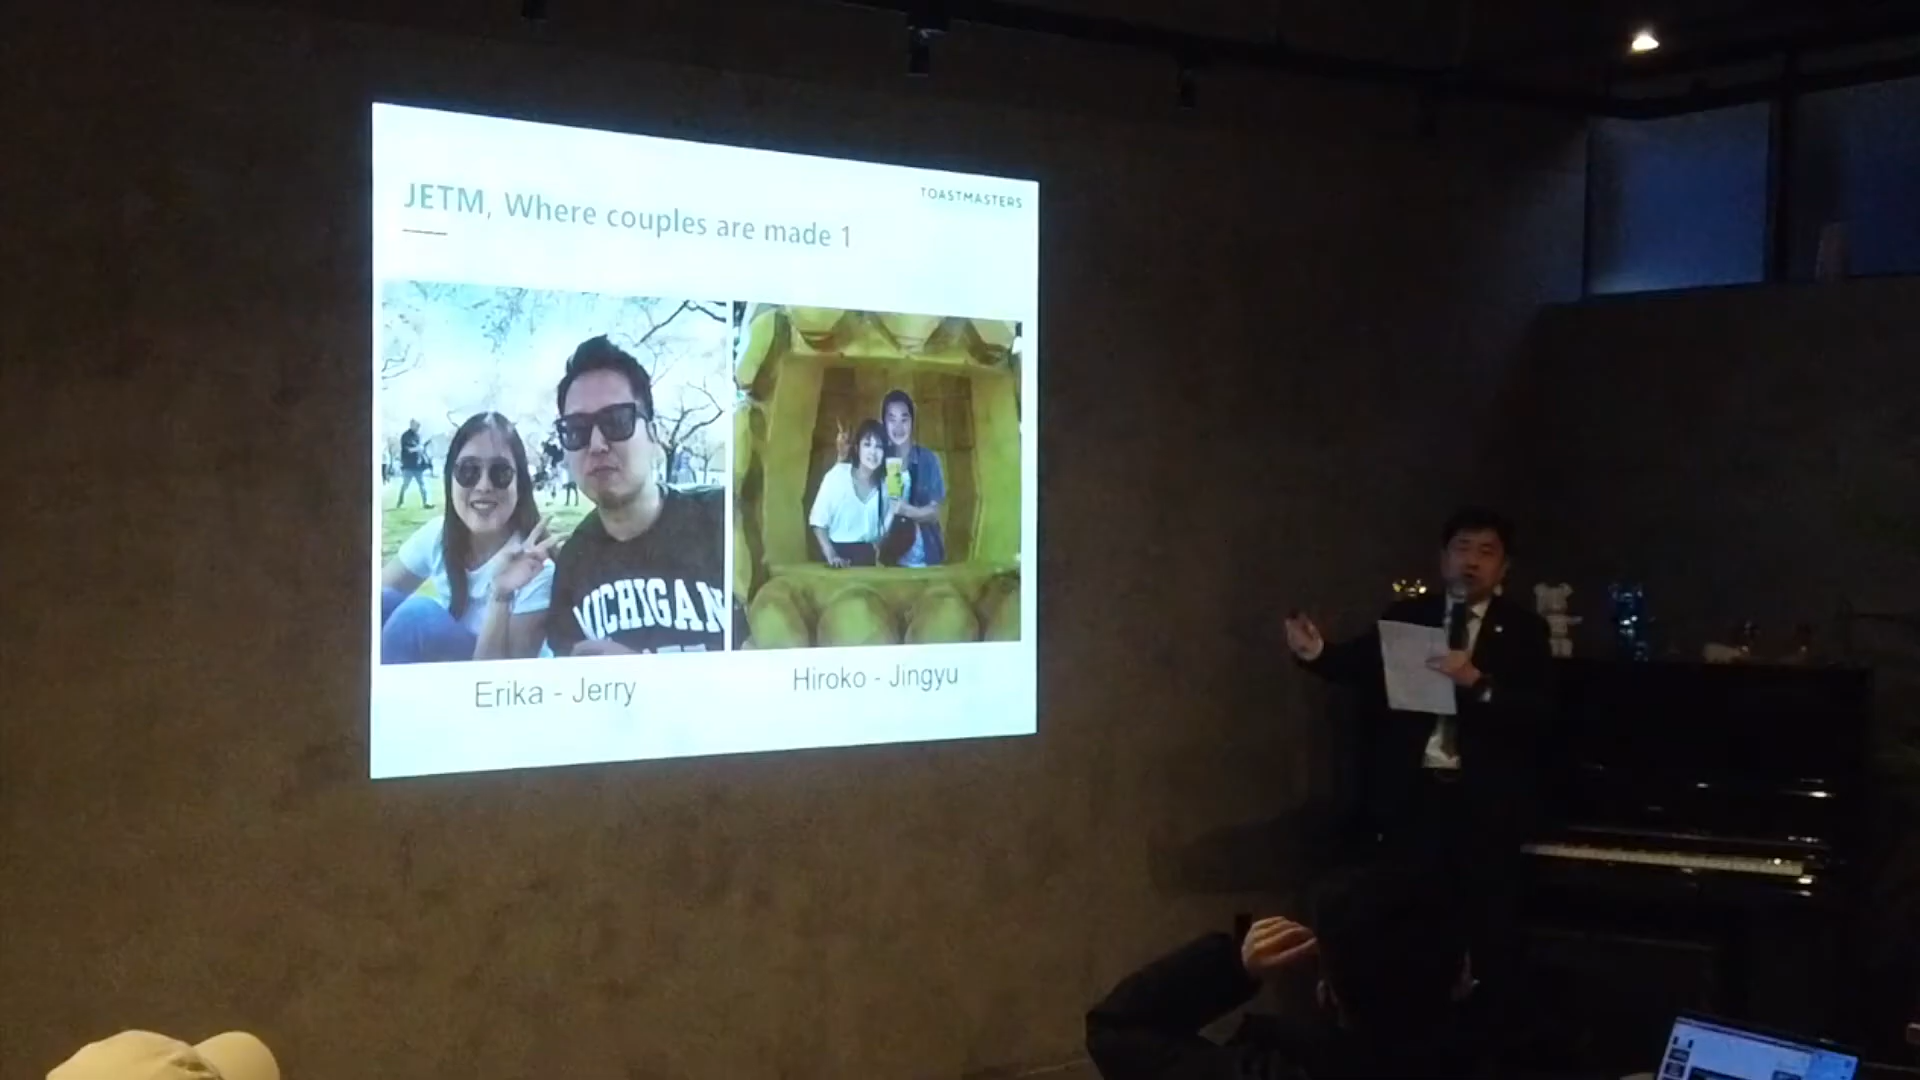 TOASTMASTERS
JETM, Where couples are made 1
MICHIGAN
Erika - Jerry
Hiroko - Jingyu